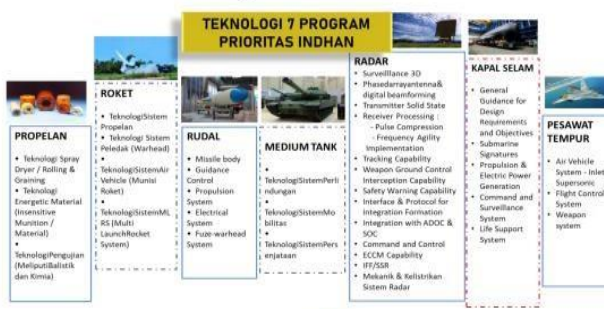 TEKNOLOGI 7 PROGRAM
PRIORITAS INDHAN
PROPELAN
• Teknologi Spray
Dryer / Rolling &
Graining
• Teknologi
Energetic Material
(Insensitive
Munition /
Material)
•
TeknologiPengujian
(MeliputiBalistik
dan Kimia)
ROKET
• TeknologiSistem
Propelan
• Teknologi Sistem
Peledak (Warhead)
•
TeknologiSistemAir
Vehicle (Munisi
Roket)
•
TeknologiSistemML
RS (Multi
LaunchRocket
System)
RUDAL
• Missile body
• Guidance
Control
• Propulsion
System
• Electrical
System
• Fuze-warhead
System
MEDIUM TANK
•
TeknologiSistemPerli
ndungan
•
TeknologiSistemMo
bilitas
•
TeknologiSistemPers
enjataan
RADAR
• Surveilllance 3D
• Phasedarrayantenna&
digital beamforming
• Transmitter Solid State
• Receiver Processing :
- Pulse Compression
- Frequency Agility
Implementation
• Tracking Capability
• Weapon Ground Control
Interception Capability
• Safety Warning Capability
• Interface & Protocol for
Integration Formation
• Integration with ADOC &
SOC
• Command and Control
• ECCM Capability
• IFF/SSR
• Mekanik & Kelistrikan
Sistem Radar
KAPAL SELAM
• General
Guidance for
Design
Requirements
and Objectives
• Submarine
Signatures
• Propulsion &
Electric Power
Generation
• Command and
Surveillance
System
• Life Support
System
PESAWAT
TEMPUR
• Air Vehicle
System - Inlet
Supersonic
• Flight Control
System
• Weapon
system